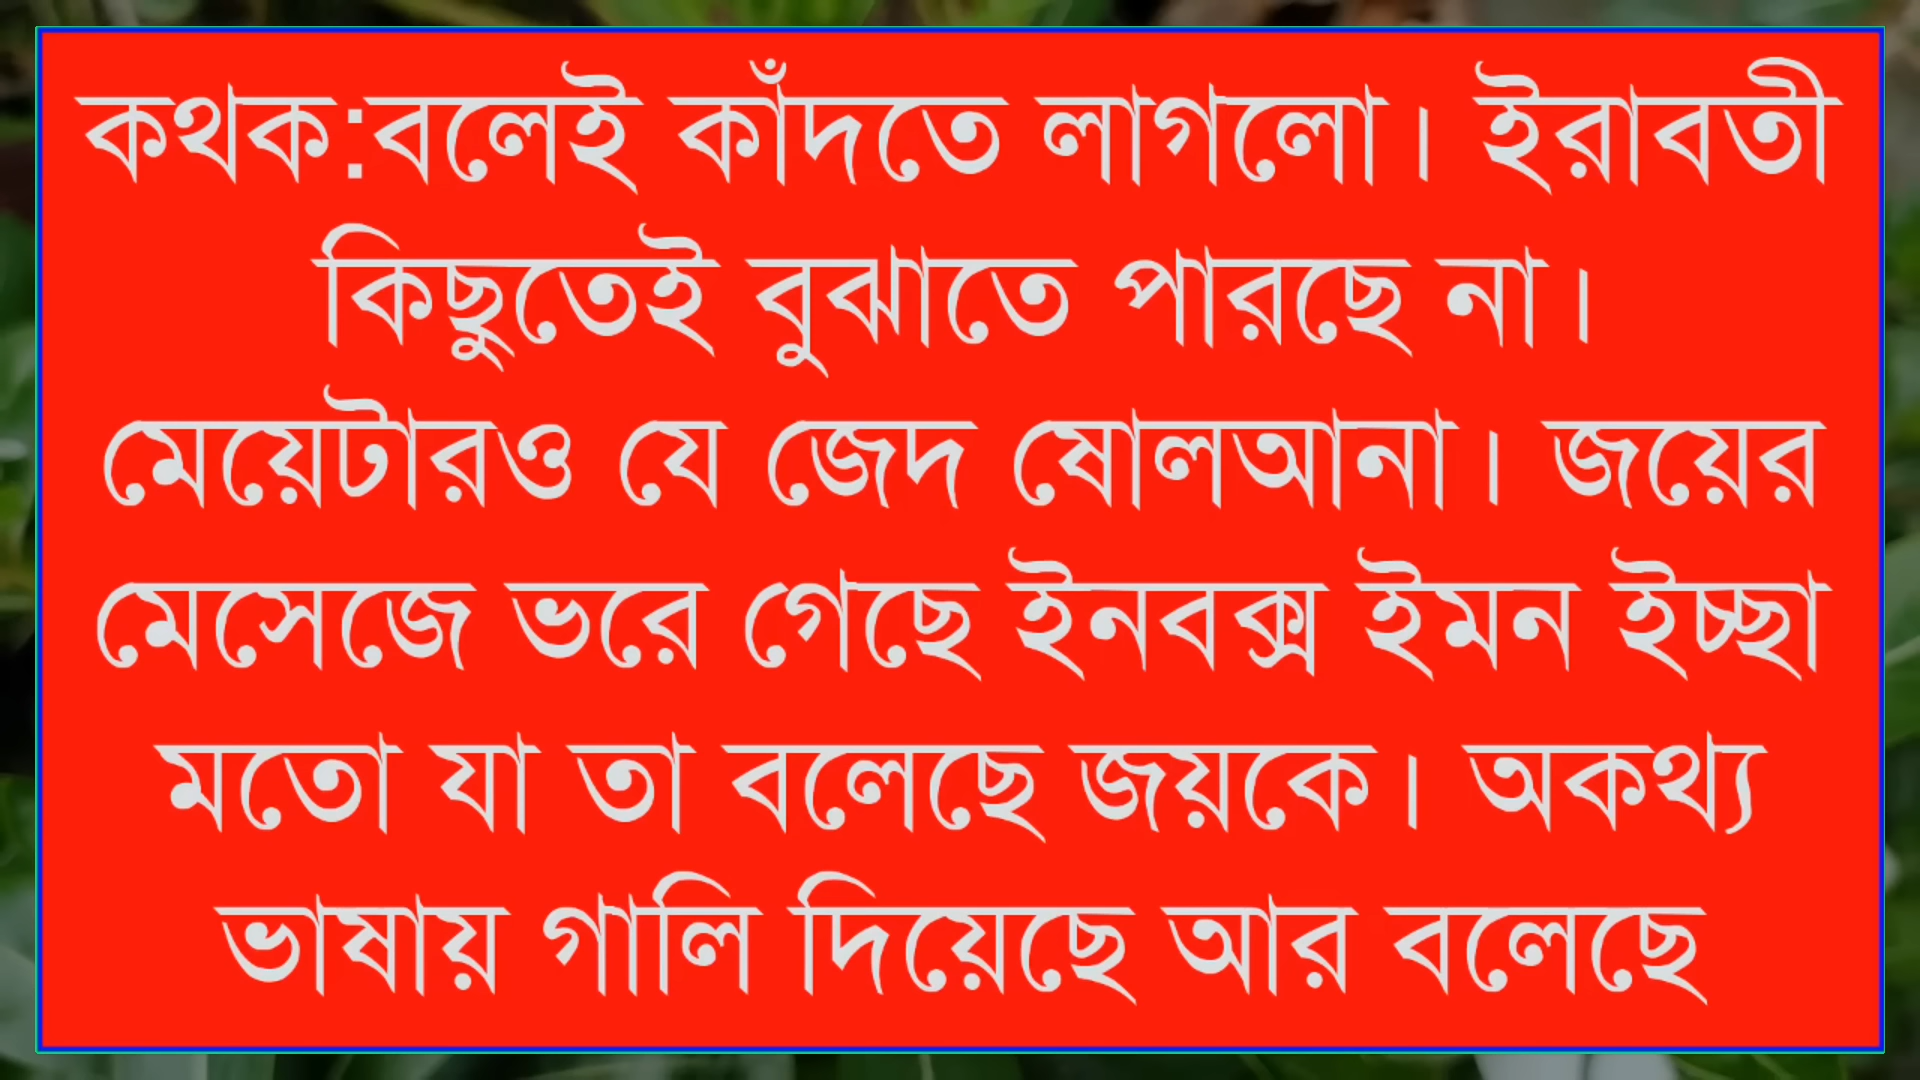 কথক:বলেই কাঁদতে লাগলো। ইরাবতী
কিছুতেই বুঝাতে পারছে না।
মেয়েটারও যে জেদ ষোলআনা। জয়ের
মেসেজে ভরে গেছে ইনবক্স ইমন ইচ্ছা
মতো যা তা বলেছে জয়কে। অকথ্য
ভাষায় গালি দিয়েছে আর বলেছে